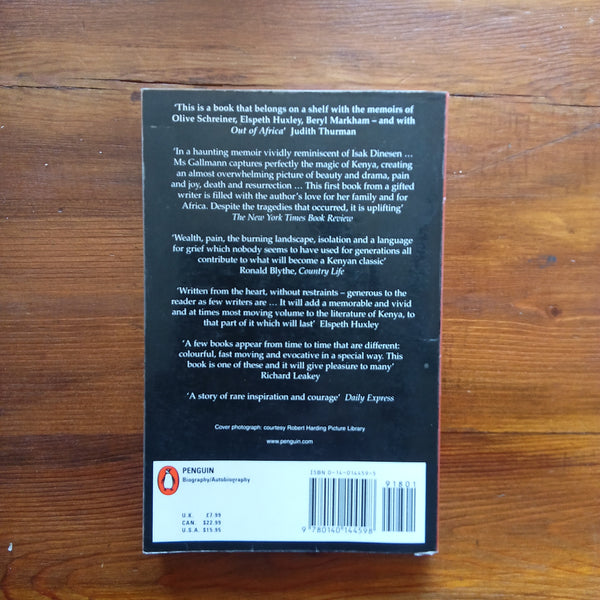 ‘This is a book that belongs on a shelf with the memoirs of
Olive Schreiner, Elspeth Huxley, Beryl Markham – and with
Out of Africa’ Judith Thurman
‘In a haunting memoir vividly reminiscent of Isak Dinesen ...
Ms Gallmann captures perfectly the magic of Kenya, creating
an almost overwhelming picture of beauty and drama, pain
and joy, death and resurrection ... This first book from a gifted
writer is filled with the author’s love for her family and for
Africa. Despite the tragedies that occurred, it is uplifting’
The New York Times Book Review
‘Wealth, pain, the burning landscape, isolation and a language
for grief which nobody seems to have used for generations all
contribute to what will become a Kenyan classic’
Ronald Blythe, Country Life
‘Written from the heart, without restraints – generous to the
reader as few writers are ... It will add a memorable and vivid
and at times most moving volume to the literature of Kenya, to
that part of it which will last’ Elspeth Huxley
‘A few books appear from time to time that are different:
colourful, fast moving and evocative in a special way. This
book is one of these and it will give pleasure to many’
Richard Leakey
‘A story of rare inspiration and courage’ Daily Express
Cover photograph: courtesy Robert Harding Picture Library
www.penguin.com
PENGUIN
Biography/Autobiography
U.K. £7.99
CAN. $22.99
U.S.A. $15.95
ISBN 0-14-014459-5
91801
9 780140 144598